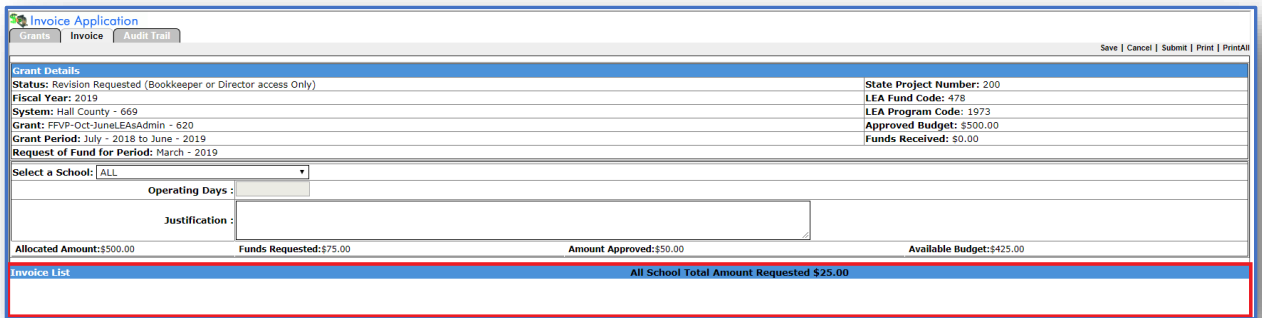 Invoice Application
Grants Invoice Audit Trail
Save | Cancel | Submit | Print | PrintAll
Grant Details
Status: Revision Requested (Bookkeeper or Director access Only) State Project Number: 200
Fiscal Year: 2019 LEA Fund Code: 478
System: Hall County - 669 LEA Program Code: 1973
Grant: FFVP-Oct-JuneLEAsAdmin - 620 Approved Budget: $500.00
Grant Period: July - 2018 to June - 2019 Funds Received: $0.00
Request of Fund for Period: March - 2019
Select a School: ALL
Operating Days :
Justification :
Allocated Amount:$500.00 Funds Requested:$75.00 Amount Approved:$50.00 Available Budget:$425.00
Invoice List All School Total Amount Requested $25.00